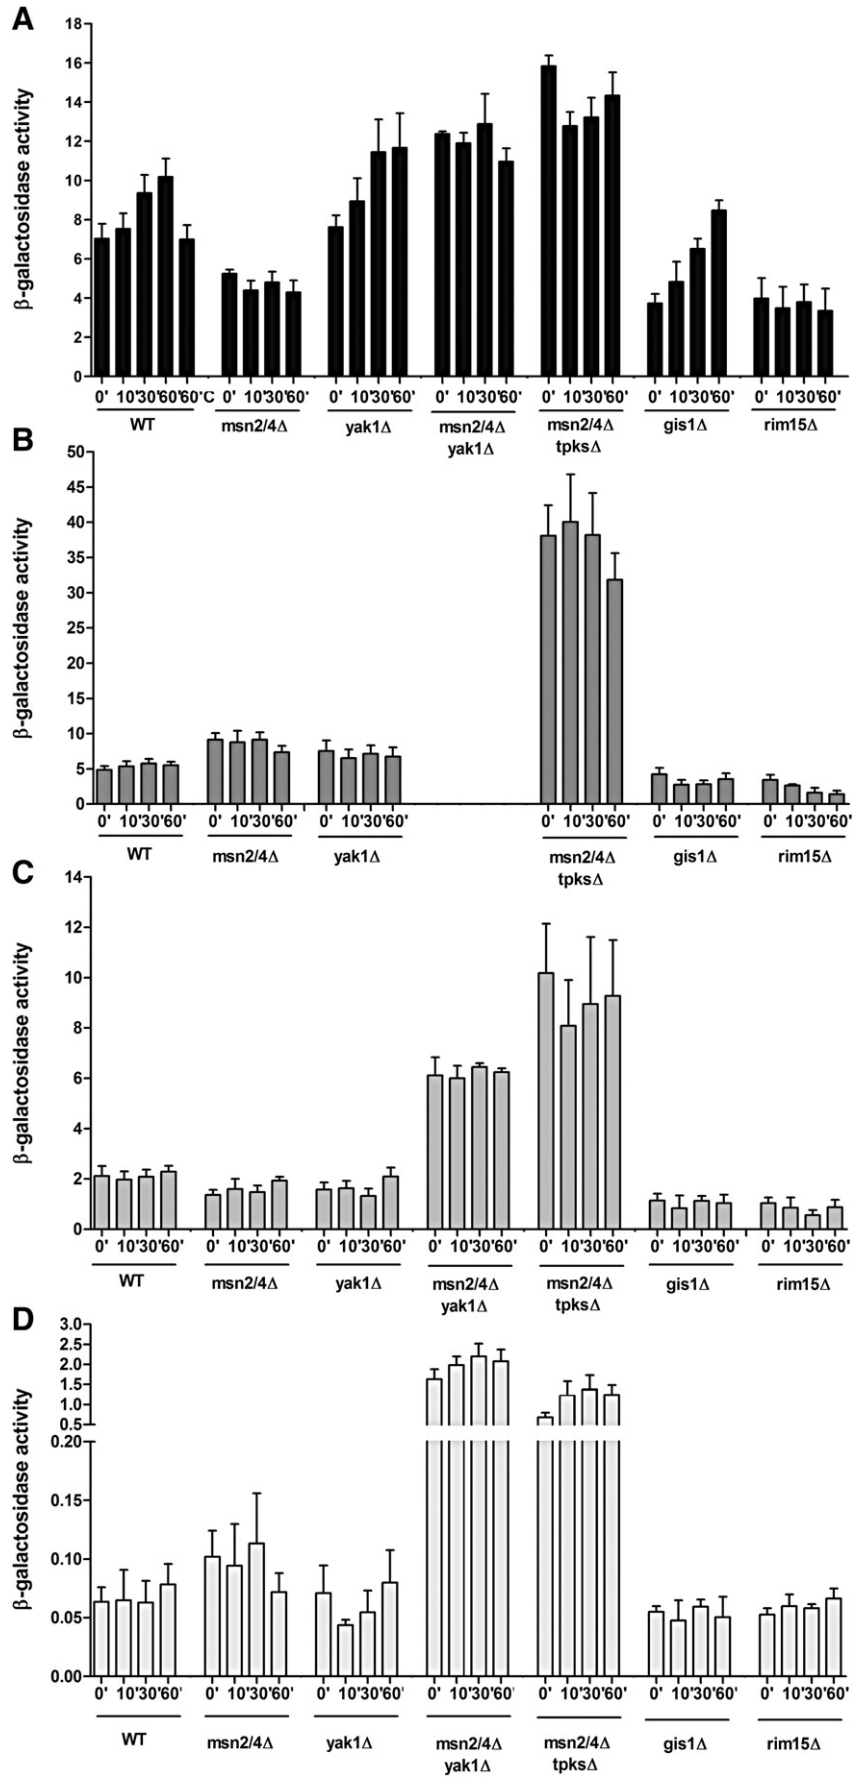 A
β-galactosidase activity
18
16
14
12
10
8
6
4
2
0
0' 10'30'60'60'C 0' 10'30'60' 0' 10'30'60' 0' 10'30'60' 0' 10'30'60' 0' 10'30'60' 0' 10'30'60'
WT msn2/4Δ yak1Δ msn2/4Δ msn2/4Δ gis1Δ rim15Δ
yak1Δ tpksΔ
B
β-galactosidase activity
50
45
40
35
30
25
20
15
10
5
0
0' 10'30'60' 0' 10'30'60' 0' 10'30'60' 0' 10'30'60' 0' 10'30'60' 0' 10'30'60'
WT msn2/4Δ yak1Δ msn2/4Δ gis1Δ rim15Δ
tpksΔ
C
β-galactosidase activity
14
12
10
8
6
4
2
0
0' 10'30'60' 0' 10'30'60' 0' 10'30'60' 0' 10'30'60' 0' 10'30'60' 0' 10'30'60' 0' 10'30'60'
WT msn2/4Δ yak1Δ msn2/4Δ msn2/4Δ gis1Δ rim15Δ
yak1Δ tpksΔ
D
β-galactosidase activity
3.0
2.5
2.0
1.5
1.0
0.5
0.20
0.15
0.10
0.05
0.00
0' 10'30'60' 0' 10'30'60' 0' 10'30'60' 0' 10'30'60' 0' 10'30'60' 0' 10'30'60' 0' 10'30'60'
WT msn2/4Δ yak1Δ msn2/4Δ msn2/4Δ gis1Δ rim15Δ
yak1Δ tpksΔ